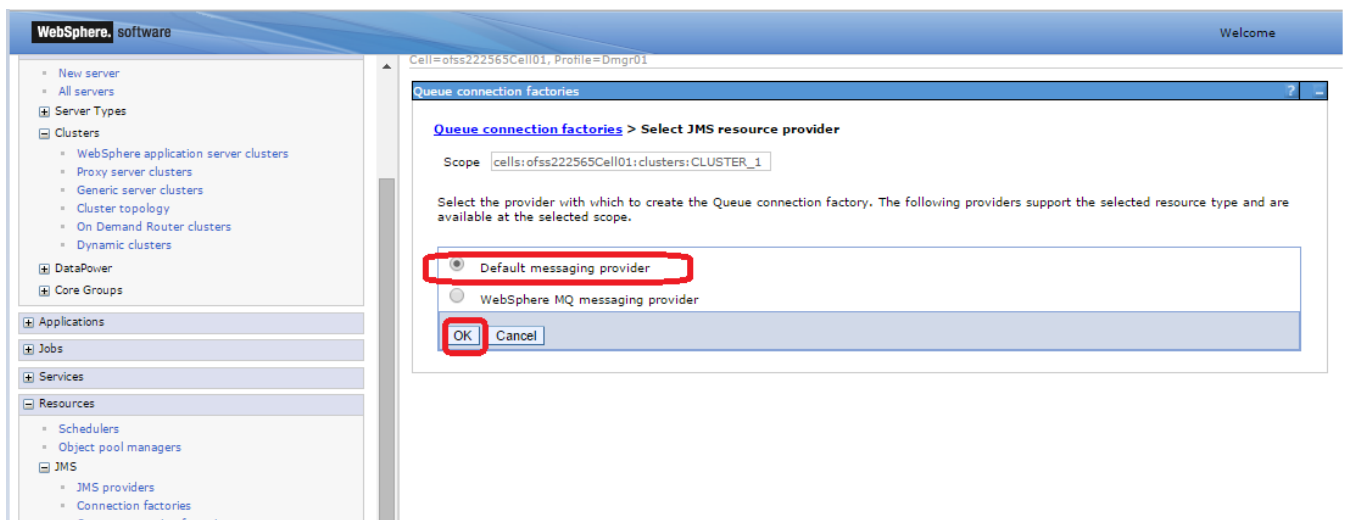 WebSphere. software
Welcome
New server
All servers
Server Types
Clusters
WebSphere application server clusters
Proxy server clusters
Generic server clusters
Cluster topology
On Demand Router clusters
Dynamic clusters
DataPower
Core Groups
Applications
Jobs
Services
Resources
Schedulers
Object pool managers
JMS
JMS providers
Connection factories
Cell=ofss222565Cell01, Profile=Dmgr01
Queue connection factories ? -
Queue connection factories > Select JMS resource provider
Scope cells:ofss222565Cell01:clusters:CLUSTER_1
Select the provider with which to create the Queue connection factory. The following providers support the selected resource type and are
available at the selected scope.
Default messaging provider
WebSphere MQ messaging provider
OK Cancel